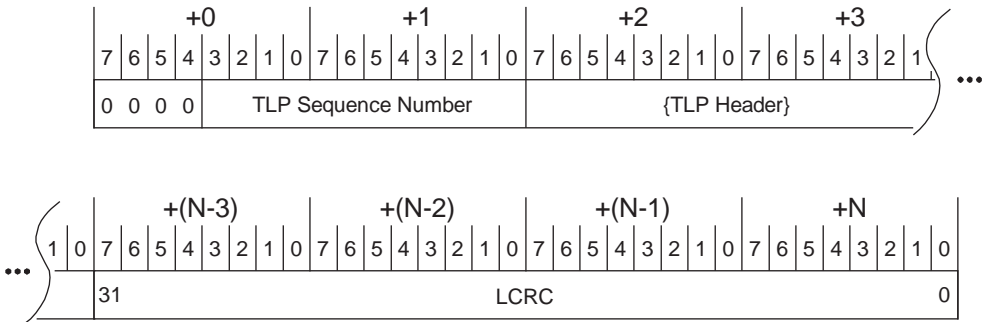 +0 +1 +2 +3
7 6 5 4 3 2 1 0 7 6 5 4 3 2 1 0 7 6 5 4 3 2 1 0 7 6 5 4 3 2 1
0 0 0 0 TLP Sequence Number {TLP Header}
+(N-3) +(N-2) +(N-1) +N
1 0 7 6 5 4 3 2 1 0 7 6 5 4 3 2 1 0 7 6 5 4 3 2 1 0 7 6 5 4 3 2 1 0
31 LCRC 0